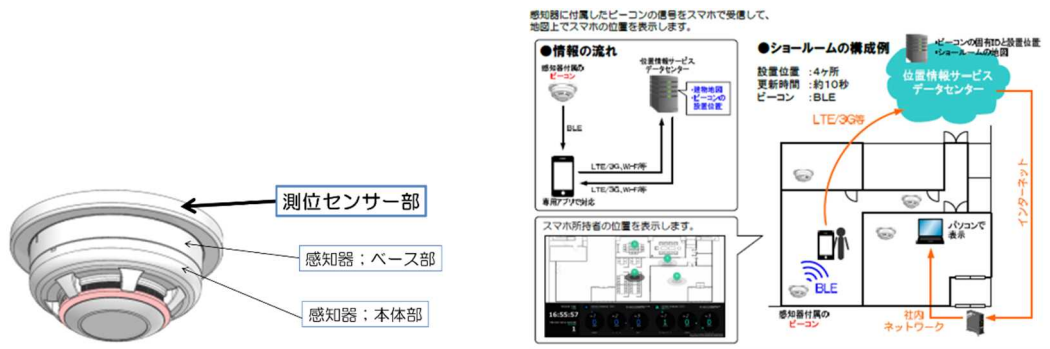 測位センサー部
感知器；ベース部
感知器；本体部
感知器に付属したビーコンの信号をスマホで受信して、
地図上でスマホの位置を表示します。
●情報の流れ
感知器付属の
ビーコン
位置情報サービス
データセンター
・建物地図
・ビーコンの
設置位置
BLE
LTE/3G、Wi-Fi等
LTE/3G、Wi-Fi等
専用アプリで対応
スマホ所持者の位置を表示します。
16:55:57
●ショールームの構成例
設置位置　：4ヶ所
更新時間　：約10秒
ビーコン　：BLE
・ビーコンの固有IDと設置位置
・ショールームの地図
位置情報サービス
データセンター
LTE/3G等
インターネット
パソコンで
表示
BLE
感知器付属の
ビーコン
社内
ネットワーク